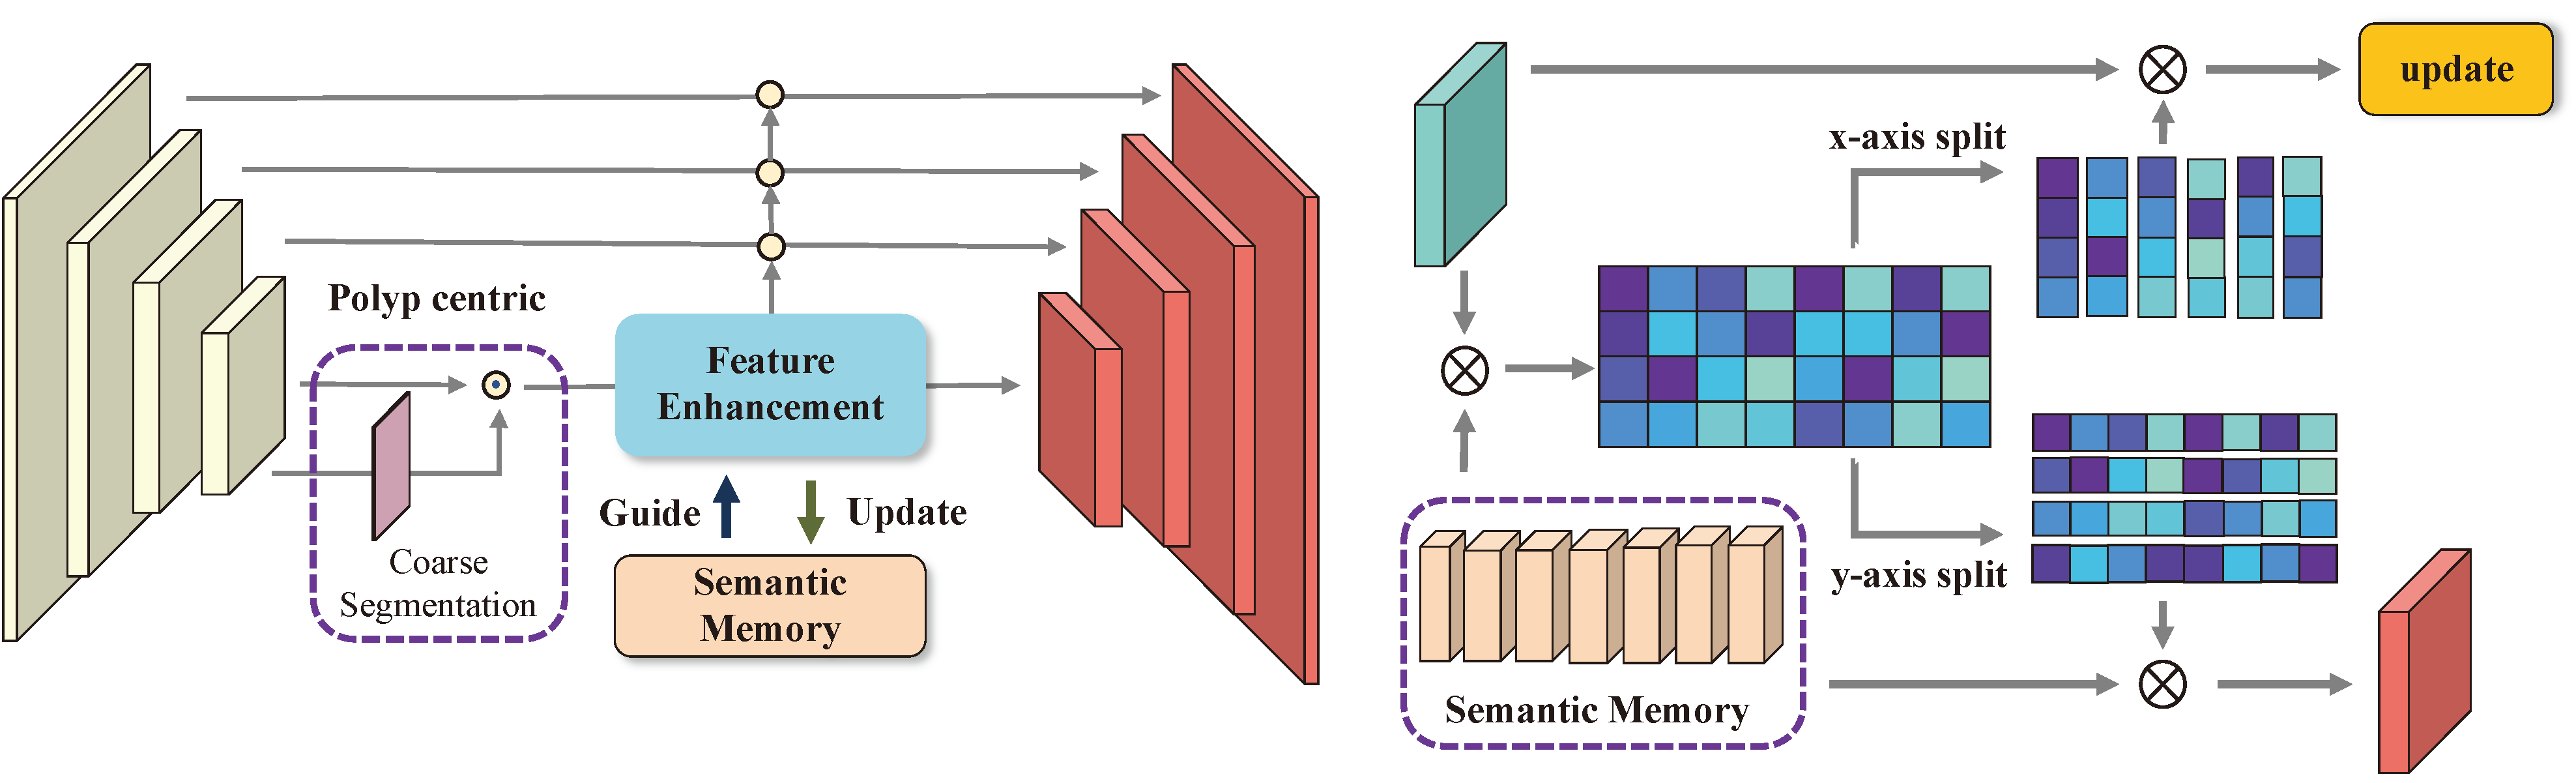 Polyp centric
Coarse
Segmentation
Feature
Enhancement
Guide
Update
Semantic
Memory
update
x-axis split
y-axis split
Semantic Memory